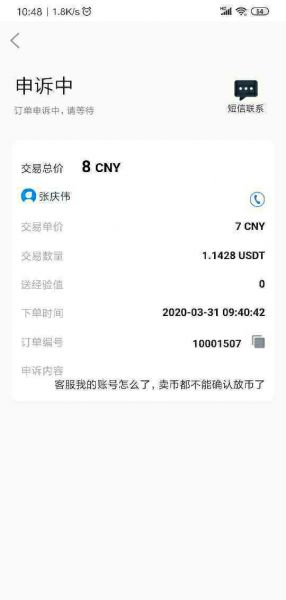 10:48 | 1.8K/s
54
申诉中
订单申诉中, 请等待
短信联系
交易总价 8 CNY
张庆伟
交易单价 7 CNY
交易数量 1.1428 USDT
送经验值 0
下单时间 2020-03-31 09:40:42
订单编号 10001507
申诉内容
客服我的账号怎么了，卖币都不能确认放币了